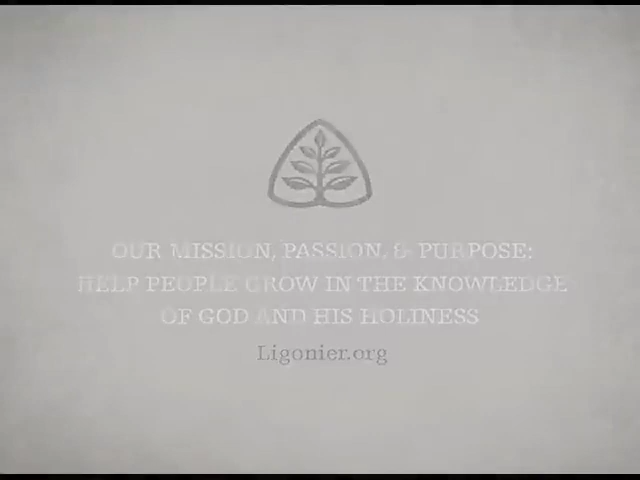 OUR MISSION, PASSION, & PURPOSE:
HELP PEOPLE GROW IN THE KNOWLEDGE
OF GOD AND HIS HOLINESS
Ligonier.org